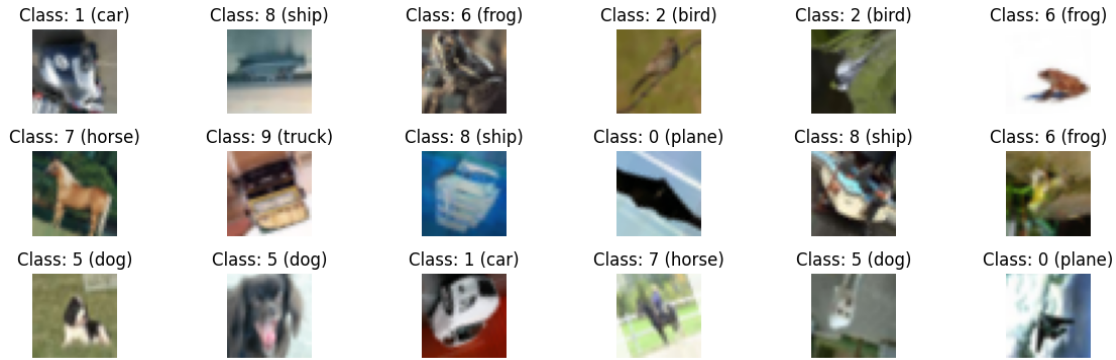 Class: 1 (car) Class: 8 (ship) Class: 6 (frog) Class: 2 (bird) Class: 2 (bird) Class: 6 (frog)
Class: 7 (horse) Class: 9 (truck) Class: 8 (ship) Class: 0 (plane) Class: 8 (ship) Class: 6 (frog)
Class: 5 (dog) Class: 5 (dog) Class: 1 (car) Class: 7 (horse) Class: 5 (dog) Class: 0 (plane)